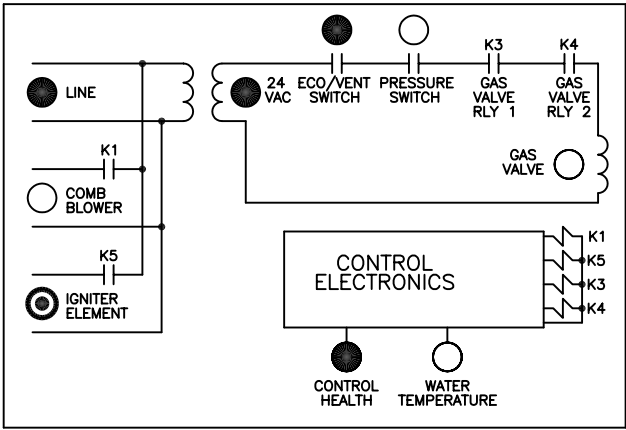 LINE
24
VAC
ECO/VENT
SWITCH
PRESSURE
SWITCH
K3
GAS
VALVE
RLY 1
K4
GAS
VALVE
RLY 2
K1
COMB
BLOWER
GAS
VALVE
K5
IGNITER
ELEMENT
CONTROL
ELECTRONICS
K1
K5
K3
K4
CONTROL
HEALTH
WATER
TEMPERATURE